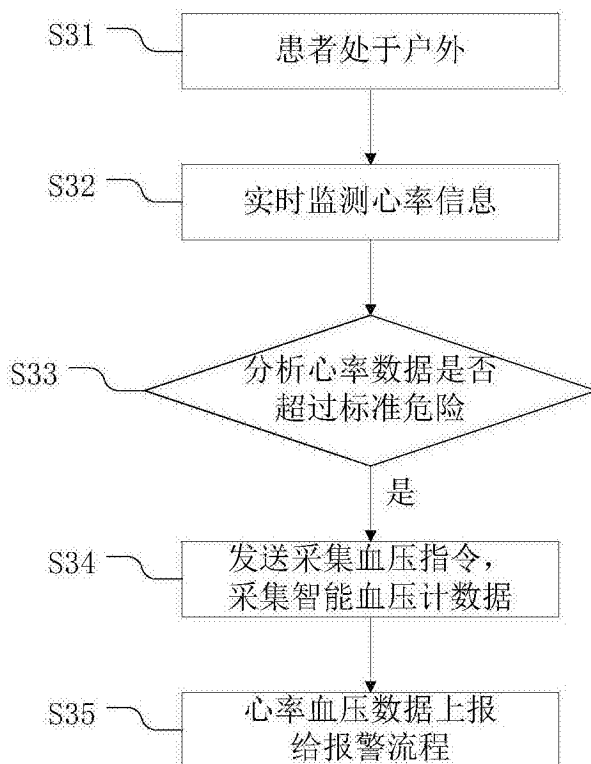 S31
患者处于户外
S32
实时监测心率信息
S33
分析心率数据是否
超过标准危险
是
S34
发送采集血压指令,
采集智能血压计数据
S35
心率血压数据上报
给报警流程